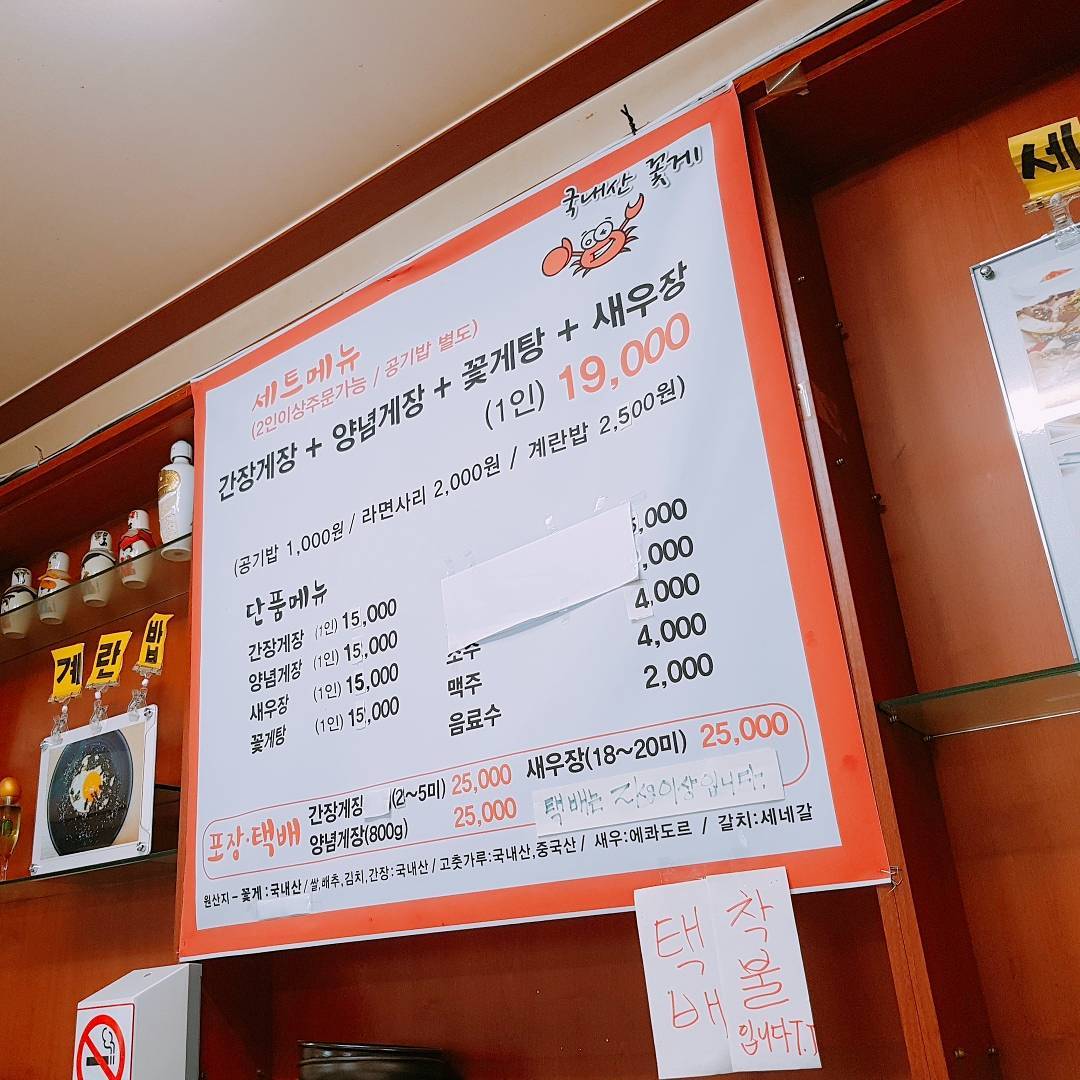 국내산 꽃게
세트메뉴
(2인이상주문가능 / 공기밥 별도)
간장게장 + 양념게장 + 꽃게탕 + 새우장
(1인) 19,000
(공기밥 1,000원 / 라면사리 2,000원 / 계란밥 2,500원)
단품메뉴
간장게장 (1인) 15,000
양념게장 (1인) 15,000
새우장 (1인) 15,000
꽃게탕 (1인) 15,000
,000
,000
소주 4,000
맥주 4,000
음료수 2,000
포장·택배
간장게장 (2~5미) 25,000 새우장(18~20미) 25,000
양념게장(800g) 25,000
택배는 이상입니다.
원산지 - 꽃게 : 국내산 / 쌀,배추,김치,간장 : 국내산 / 고춧가루:국내산,중국산 / 새우:에콰도르 / 갈치:세네갈
택배
착불
입니다T.T
계란밥
세